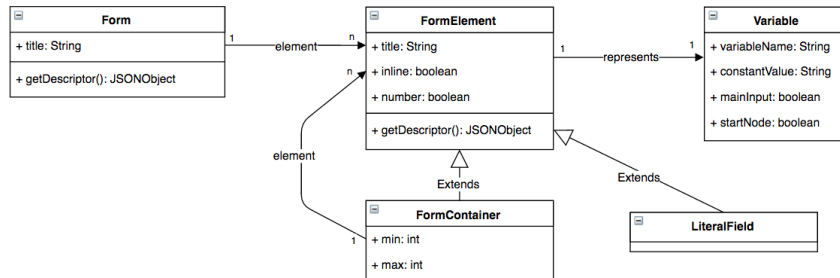 Form
+ title: String
+ getDescriptor(): JSONObject
1
element
n
FormElement
+ title: String
+ inline: boolean
+ number: boolean
+ getDescriptor(): JSONObject
1
represents
1
Variable
+ variableName: String
+ constantValue: String
+ mainInput: boolean
+ startNode: boolean
n
element
1
Extends
Extends
FormContainer
+ min: int
+ max: int
LiteralField